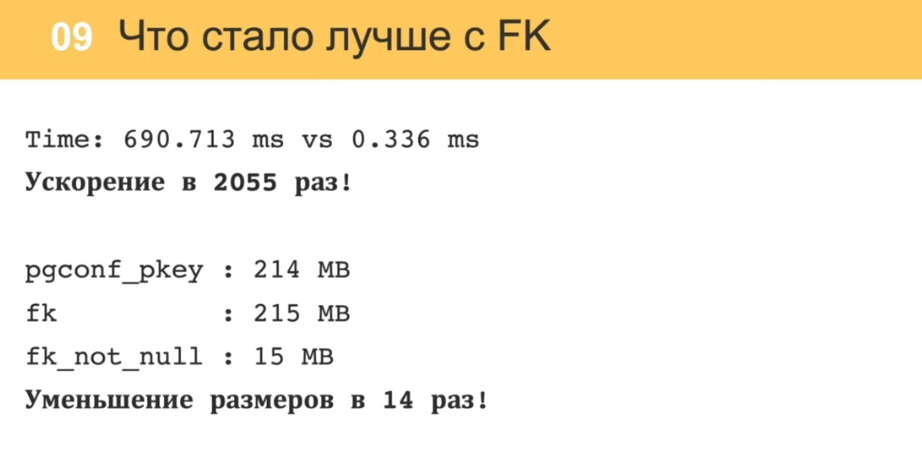 09 Что стало лучше с FK
Time: 690.713 ms vs 0.336 ms
Ускорение в 2055 раз!
pgconf_pkey : 214 MB
fk : 215 MB
fk_not_null : 15 MB
Уменьшение размеров в 14 раз!